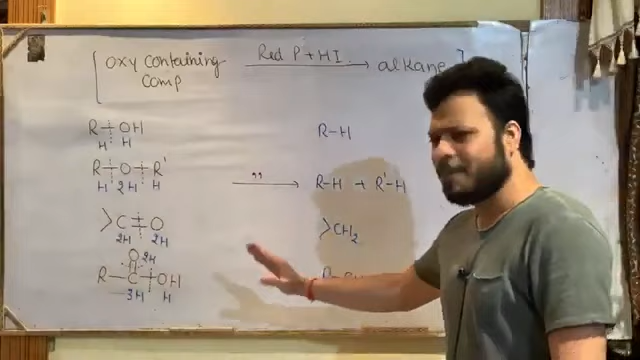 [ oxy containing comp Red P + HI → alkane ]
R ┼ OH R-H
H H
R ┼ O ┼ R' ,, → R-H + R'-H
H 2H H
>C ╪ O >CH2
2H 2H
O 2H
R-C ┼ OH
3H H